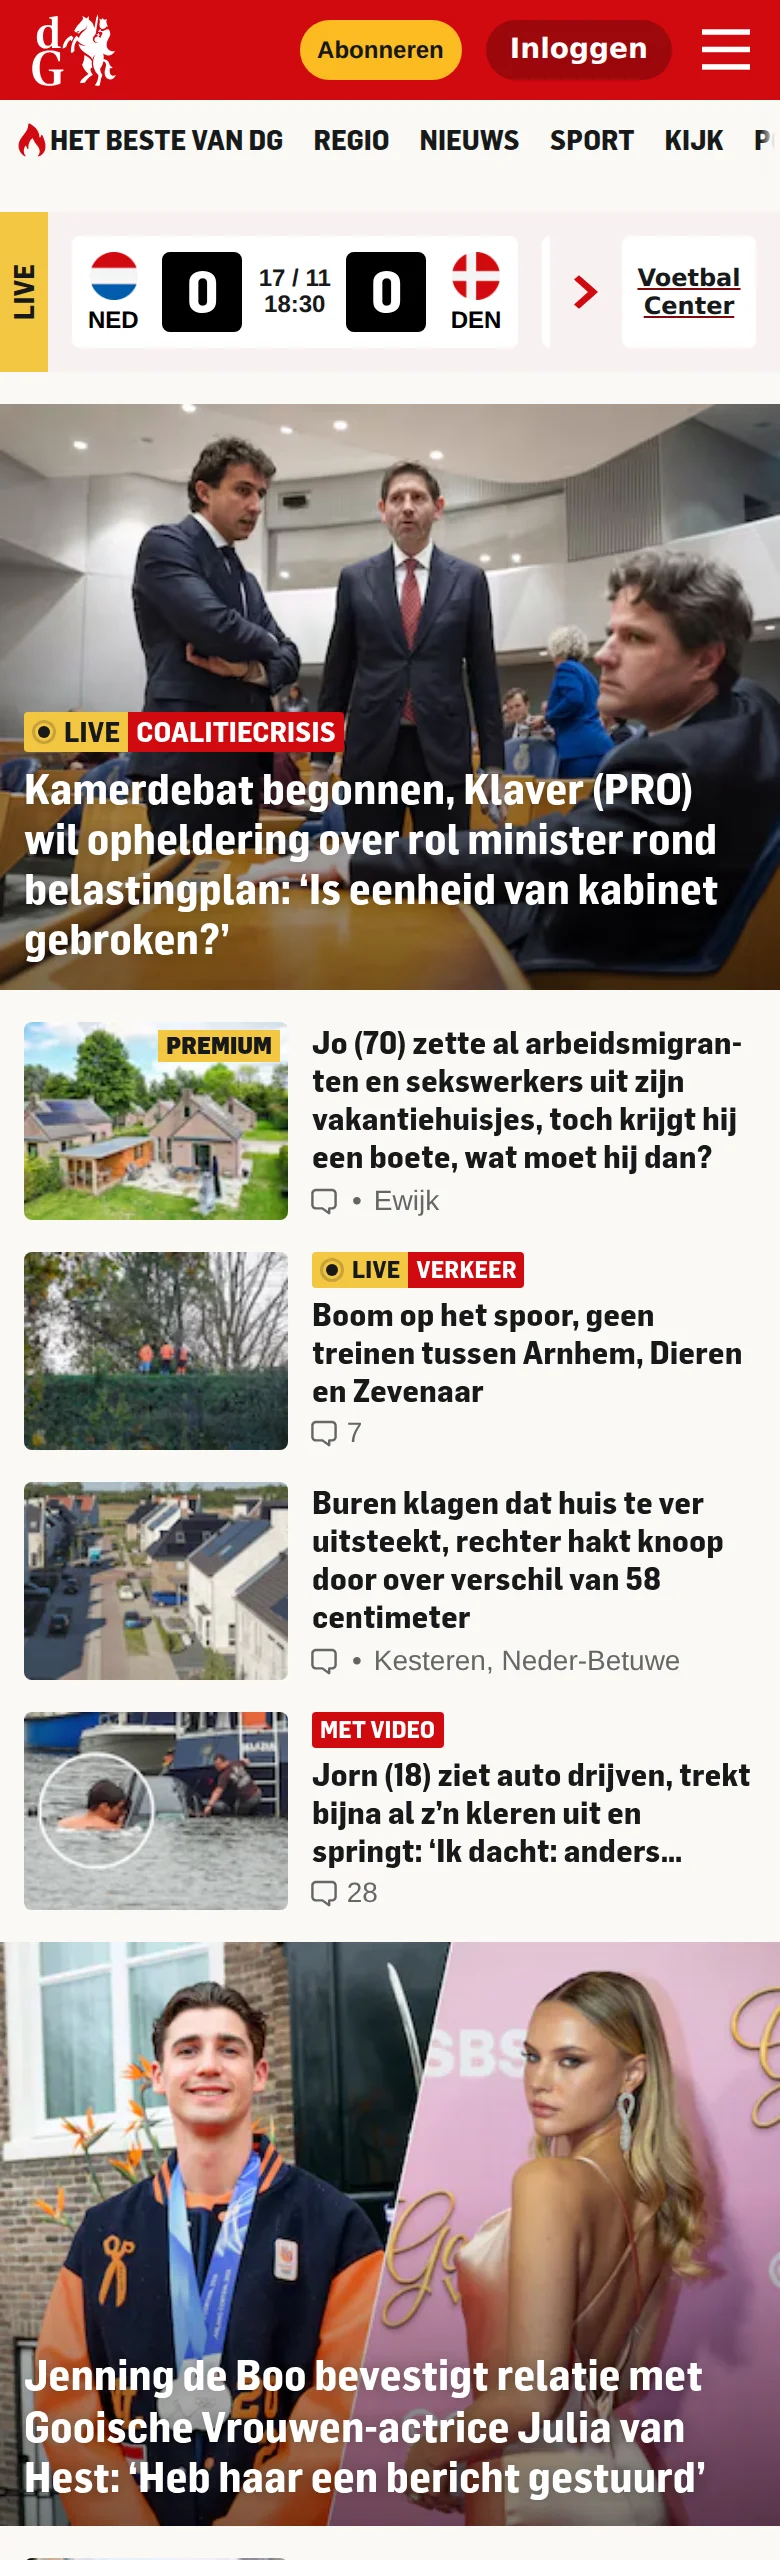 dG
Abonneren
Inloggen
HET BESTE VAN DG
REGIO
NIEUWS
SPORT
KIJK
LIVE
NED
0
17 / 11
18:30
0
DEN
Voetbal
Center
LIVE COALITIECRISIS
Kamerdebat begonnen, Klaver (PRO)
wil opheldering over rol minister rond
belastingplan: ‘Is eenheid van kabinet
gebroken?’
PREMIUM
Jo (70) zette al arbeidsmigran-
ten en sekswerkers uit zijn
vakantiehuisjes, toch krijgt hij
een boete, wat moet hij dan?
• Ewijk
LIVE VERKEER
Boom op het spoor, geen
treinen tussen Arnhem, Dieren
en Zevenaar
7
Buren klagen dat huis te ver
uitsteekt, rechter hakt knoop
door over verschil van 58
centimeter
• Kesteren, Neder-Betuwe
MET VIDEO
Jorn (18) ziet auto drijven, trekt
bijna al z’n kleren uit en
springt: ‘Ik dacht: anders...
28
SBS
Jenning de Boo bevestigt relatie met
Gooische Vrouwen-actrice Julia van
Hest: ‘Heb haar een bericht gestuurd’